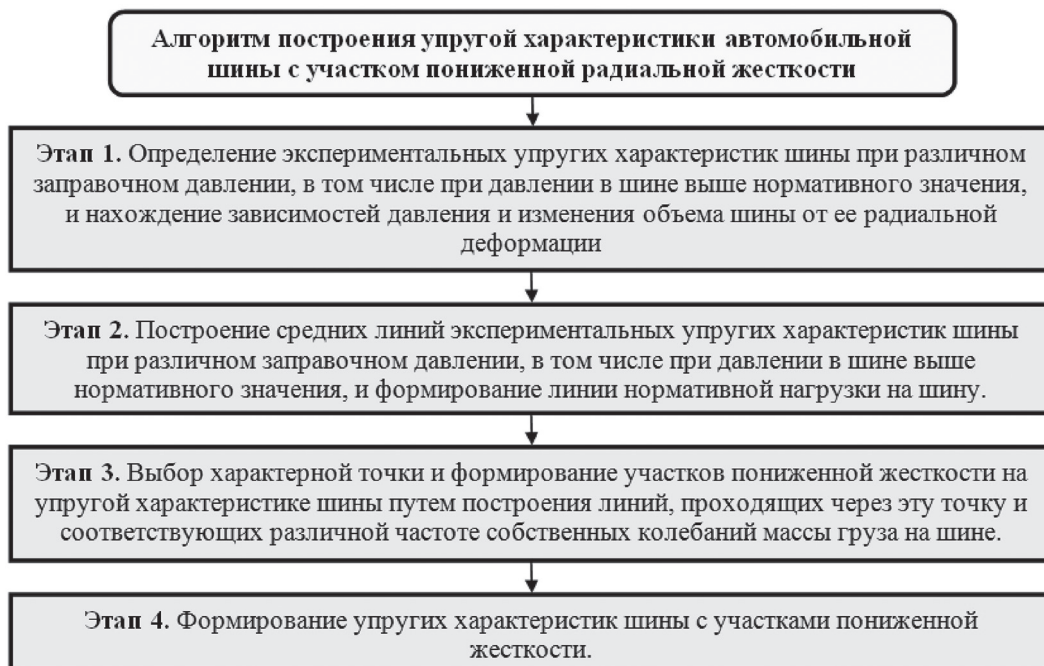 Алгоритм построения упругой характеристики автомобильной
шины с участком пониженной радиальной жесткости
Этап 1. Определение экспериментальных упругих характеристик шины при различном
заправочном давлении, в том числе при давлении в шине выше нормативного значения,
и нахождение зависимостей давления и изменения объема шины от ее радиальной
деформации
Этап 2. Построение средних линий экспериментальных упругих характеристик шины
при различном заправочном давлении, в том числе при давлении в шине выше
нормативного значения, и формирование линии нормативной нагрузки на шину.
Этап 3. Выбор характерной точки и формирование участков пониженной жесткости на
упругой характеристике шины путем построения линий, проходящих через эту точку и
соответствующих различной частоте собственных колебаний массы груза на шине.
Этап 4. Формирование упругих характеристик шины с участками пониженной
жесткости.